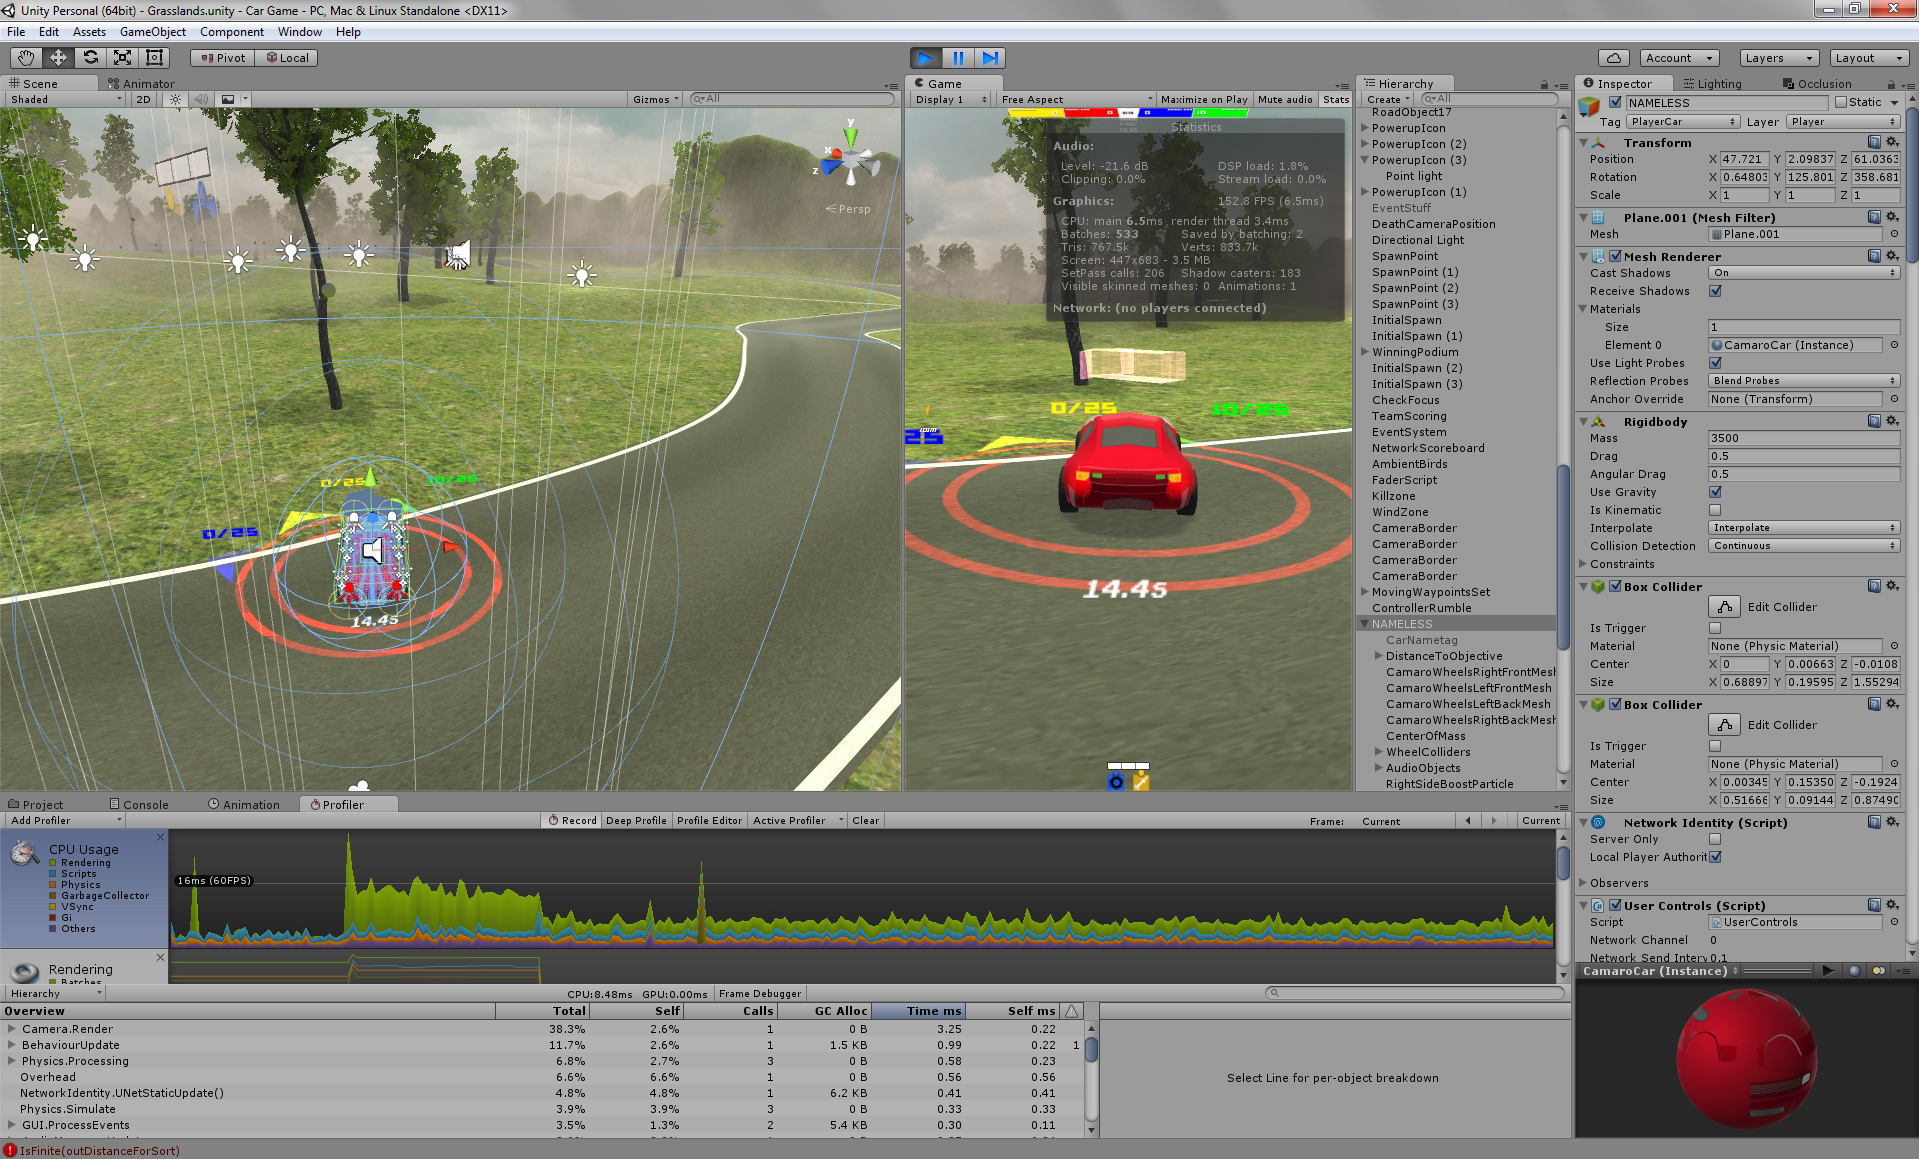 Unity Personal (64bit) - Grasslands.unity - Car Game - PC, Mac & Linux Standalone <DX11>
File Edit Assets GameObject Component Window Help
Pivot Local
Account Layers Layout
Scene Animator
Shaded 2D Gizmos All
Persp
0/25
0/25
14.4s
Game
Display 1 Free Aspect Maximize on Play Mute audio Stats
Statistics
Audio:
Level: -21.6 dB DSP load: 1.8%
Clipping: 0.0% Stream load: 0.0%
Graphics: 152.8 FPS (6.5ms)
CPU: main 6.5ms render thread 3.4ms
Batches: 533 Saved by batching: 2
Tris: 767.5k Verts: 833.7k
Screen: 447x683 - 3.5 MB
SetPass calls: 206 Shadow casters: 183
Visible skinned meshes: 0 Animations: 1
Network: (no players connected)
0/25 10/25
25
14.4s
Hierarchy
Create All
RoadObject17
PowerupIcon
PowerupIcon (2)
PowerupIcon (3)
Point light
PowerupIcon (1)
EventStuff
DeathCameraPosition
Directional Light
SpawnPoint
SpawnPoint (1)
SpawnPoint (2)
SpawnPoint (3)
InitialSpawn
InitialSpawn (1)
WinningPodium
InitialSpawn (2)
InitialSpawn (3)
CheckFocus
TeamScoring
EventSystem
NetworkScoreboard
AmbientBirds
FaderScript
Killzone
WindZone
CameraBorder
CameraBorder
CameraBorder
CameraBorder
MovingWaypointsSet
ControllerRumble
NAMELESS
CarNametag
DistanceToObjective
CamaroWheelsRightFrontMesh
CamaroWheelsLeftFrontMesh
CamaroWheelsLeftBackMesh
CamaroWheelsRightBackMesh
CenterOfMass
WheelColliders
AudioObjects
RightSideBoostParticle
Inspector Lighting Occlusion
NAMELESS Static
Tag PlayerCar Layer Player
Transform
Position X 47.721 Y 2.09837 Z 61.0363
Rotation X 0.64803 Y 125.801 Z 358.681
Scale X 1 Y 1 Z 1
Plane.001 (Mesh Filter)
Mesh Plane.001
Mesh Renderer
Cast Shadows On
Receive Shadows
Materials
Size 1
Element 0 CamaroCar (Instance)
Use Light Probes
Reflection Probes Blend Probes
Anchor Override None (Transform)
Rigidbody
Mass 3500
Drag 0.5
Angular Drag 0.5
Use Gravity
Is Kinematic
Interpolate Interpolate
Collision Detection Continuous
Constraints
Box Collider
Edit Collider
Is Trigger
Material None (Physic Material)
Center X 0 Y 0.00663 Z -0.0108
Size X 0.68897 Y 0.19595 Z 1.55294
Box Collider
Edit Collider
Is Trigger
Material None (Physic Material)
Center X 0.00345 Y 0.15350 Z -0.1924
Size X 0.51666 Y 0.09144 Z 0.87490
Network Identity (Script)
Server Only
Local Player Authorit
Observers
User Controls (Script)
Script UserControls
Network Channel 0
Network Send Interv 0.1
CamaroCar (Instance)
Project Console Animation Profiler
Add Profiler Record Deep Profile Profile Editor Active Profiler Clear Frame: Current Current
CPU Usage
Rendering
Scripts
Physics
GarbageCollector
VSync
Gi
Others
16ms (60FPS)
Rendering
Batches
Hierarchy CPU:8.48ms GPU:0.00ms Frame Debugger
Overview Total Self Calls GC Alloc Time ms Self ms
Camera.Render 38.3% 2.6% 1 0 B 3.25 0.22
BehaviourUpdate 11.7% 2.6% 1 1.5 KB 0.99 0.22 1
Physics.Processing 6.8% 2.7% 3 0 B 0.58 0.23
Overhead 6.6% 6.6% 1 0 B 0.56 0.56
NetworkIdentity.UNetStaticUpdate() 4.8% 4.8% 1 6.2 KB 0.41 0.41
Physics.Simulate 3.9% 3.9% 3 0 B 0.33 0.33
GUI.ProcessEvents 3.5% 1.3% 2 5.4 KB 0.30 0.11
Select Line for per-object breakdown
IsFinite(outDistanceForSort)